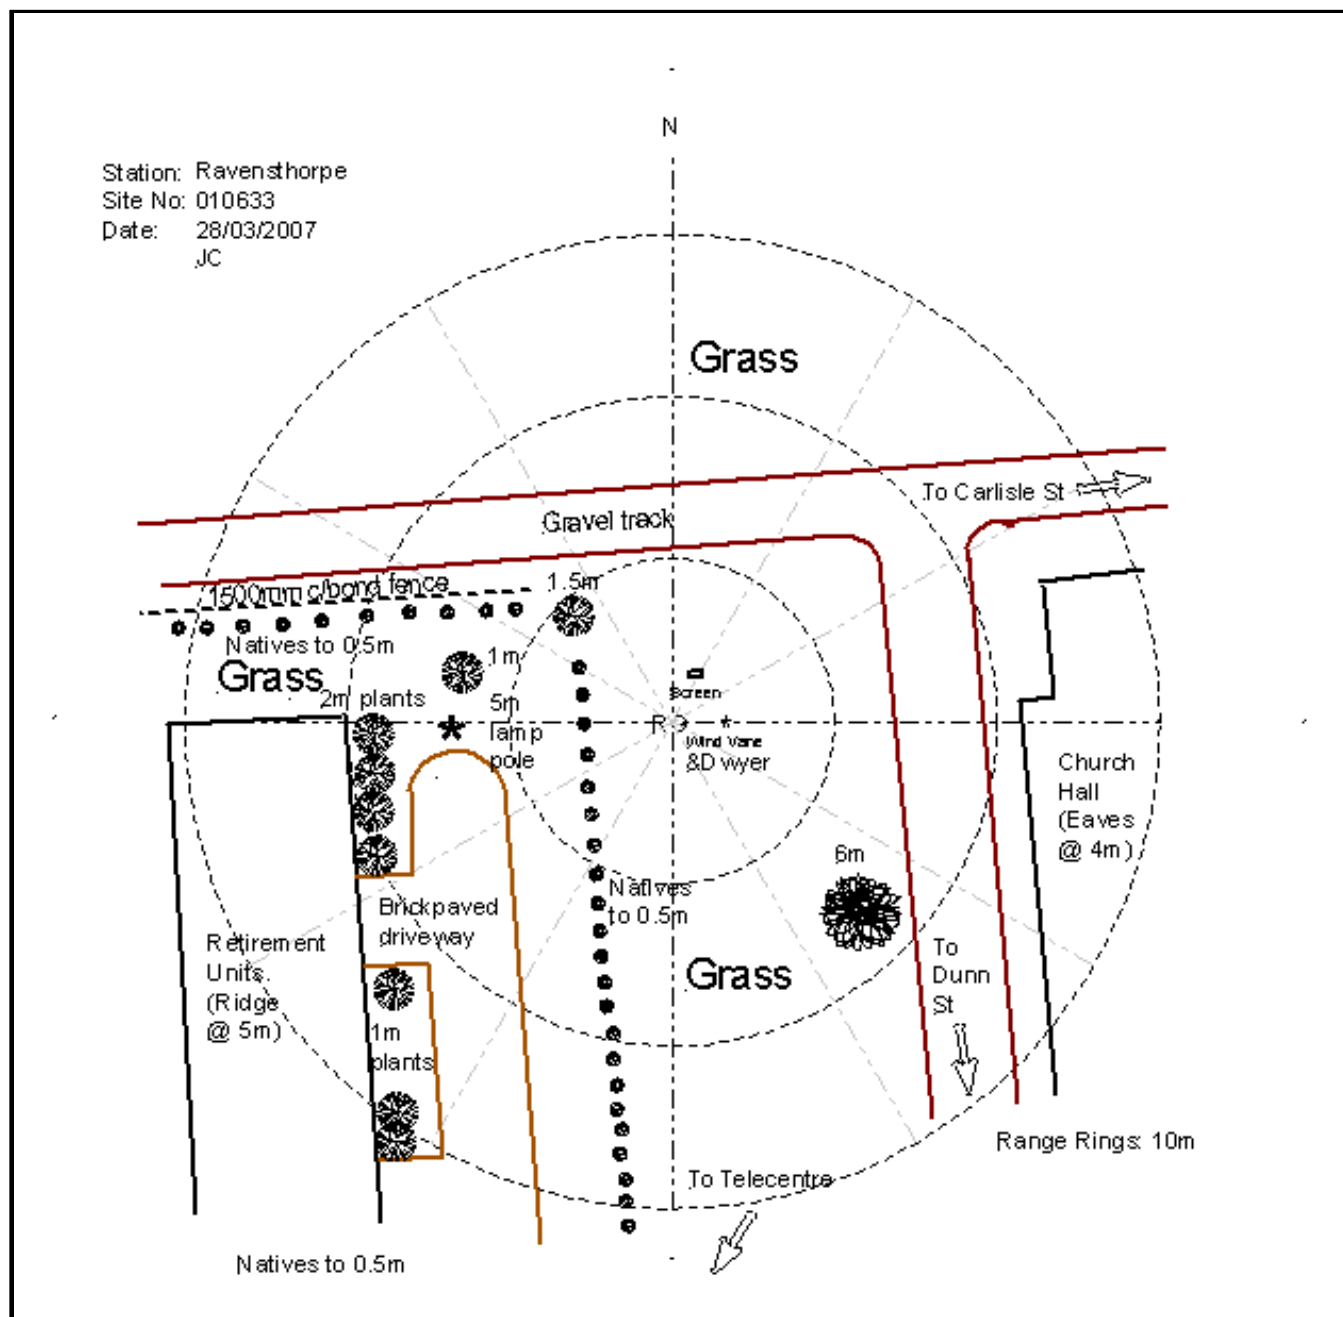 N
Station: Ravensthorpe
Site No: 010633
Date: 28/03/2007
JC
Grass
To Carlisle St
Gravel track
1500mm c/bond fence
1.5m
Natives to 0.5m
Grass
1m
2m plants
5m
lamp
pole
Screen
R
Wind Vane
&Dwyer
Church
Hall
(Eaves
@ 4m)
6m
Natives
to 0.5m
Brickpaved
driveway
Retirement
Units.
(Ridge
@ 5m)
Grass
To
Dunn
St
1m
plants
Range Rings: 10m
To Telecentre
Natives to 0.5m